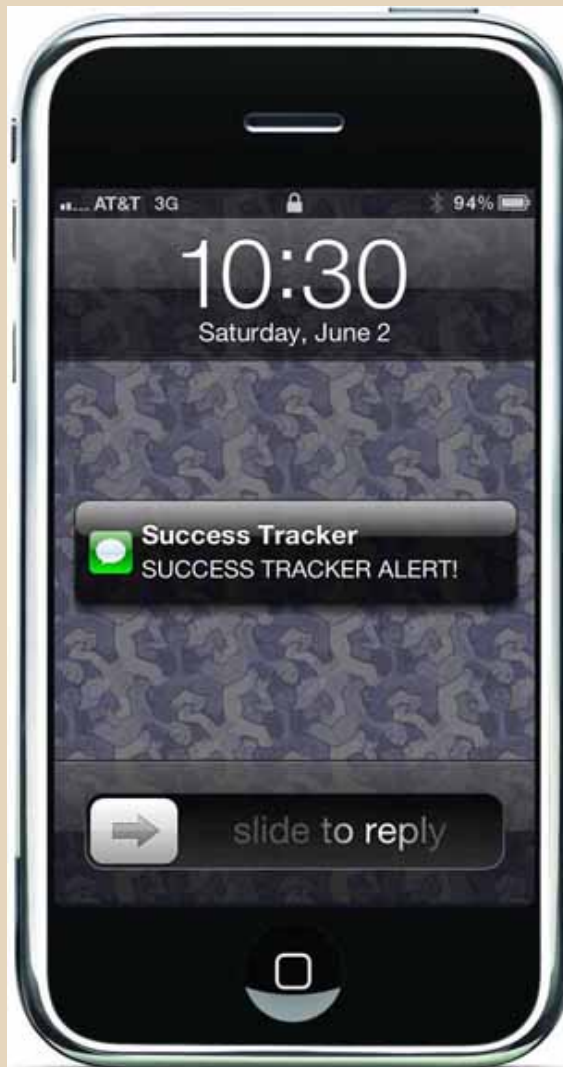 AT&T 3G 94%
10:30
Saturday, June 2
Success Tracker
SUCCESS TRACKER ALERT!
slide to reply